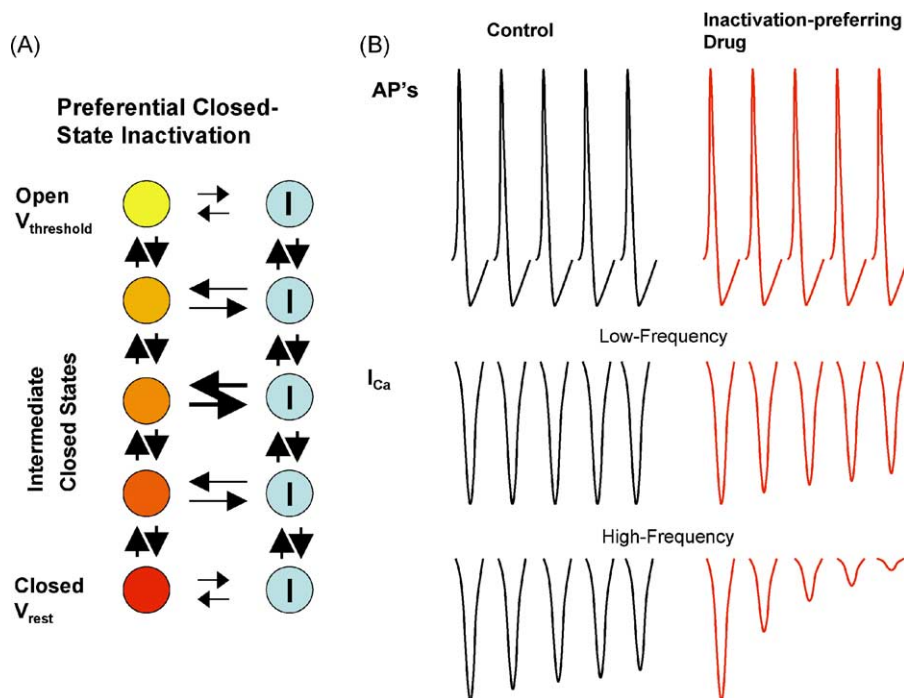 (A)
Preferential Closed-
State Inactivation
Open
Vthreshold
I
I
Intermediate
Closed States
I
I
Closed
Vrest
I
(B)
Control
Inactivation-preferring
Drug
AP's
Low-Frequency
ICa
High-Frequency